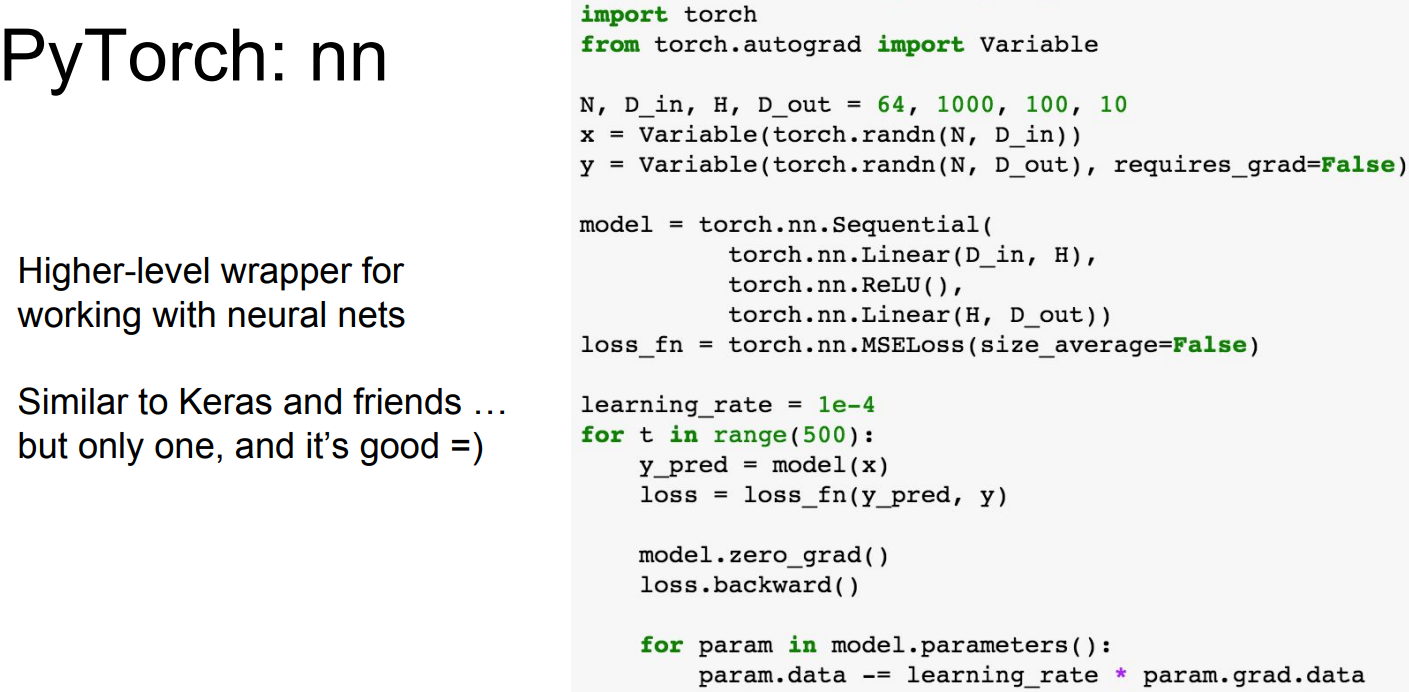 PyTorch: nn
Higher-level wrapper for
working with neural nets
Similar to Keras and friends …
but only one, and it’s good =)
import torch
from torch.autograd import Variable
N, D_in, H, D_out = 64, 1000, 100, 10
x = Variable(torch.randn(N, D_in))
y = Variable(torch.randn(N, D_out), requires_grad=False)
model = torch.nn.Sequential(
          torch.nn.Linear(D_in, H),
          torch.nn.ReLU(),
          torch.nn.Linear(H, D_out))
loss_fn = torch.nn.MSELoss(size_average=False)
learning_rate = 1e-4
for t in range(500):
    y_pred = model(x)
    loss = loss_fn(y_pred, y)
    model.zero_grad()
    loss.backward()
    for param in model.parameters():
        param.data -= learning_rate * param.grad.data